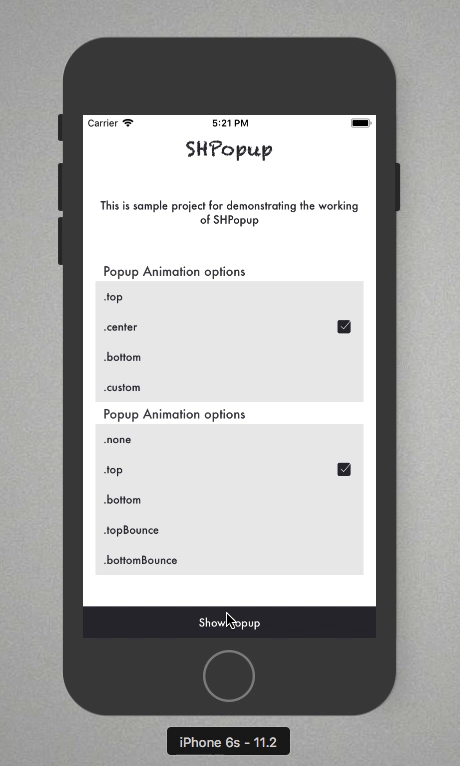 Carrier 5:21 PM
SHPopup
This is sample project for demonstrating the working
of SHPopup
Popup Animation options
.top
.center
.bottom
.custom
Popup Animation options
.none
.top
.bottom
.topBounce
.bottomBounce
Show Popup
iPhone 6s - 11.2